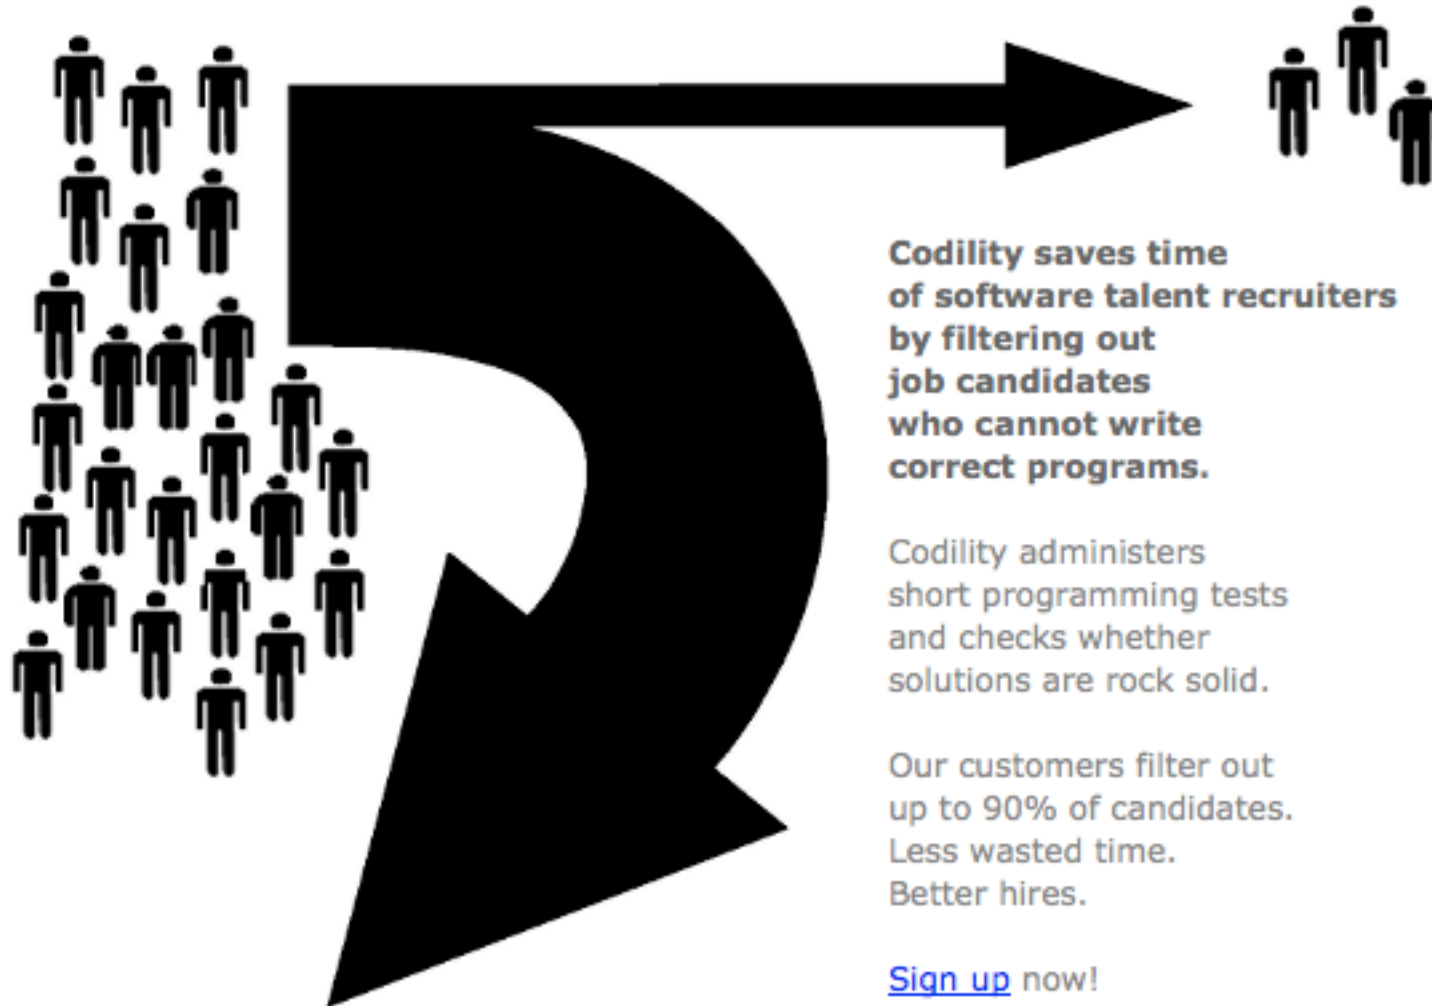 Codility saves time
of software talent recruiters
by filtering out
job candidates
who cannot write
correct programs.
Codility administers
short programming tests
and checks whether
solutions are rock solid.
Our customers filter out
up to 90% of candidates.
Less wasted time.
Better hires.
Sign up now!